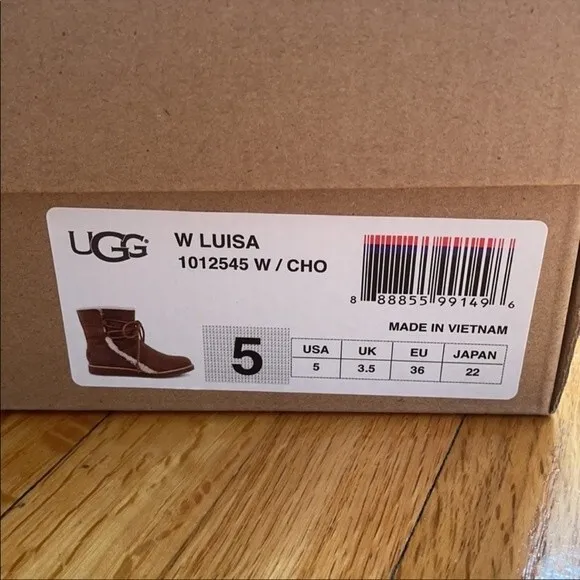 UGG®
W LUISA
1012545 W / CHO
8 88855 99149 6
MADE IN VIETNAM
5
USA UK EU JAPAN
5 3.5 36 22